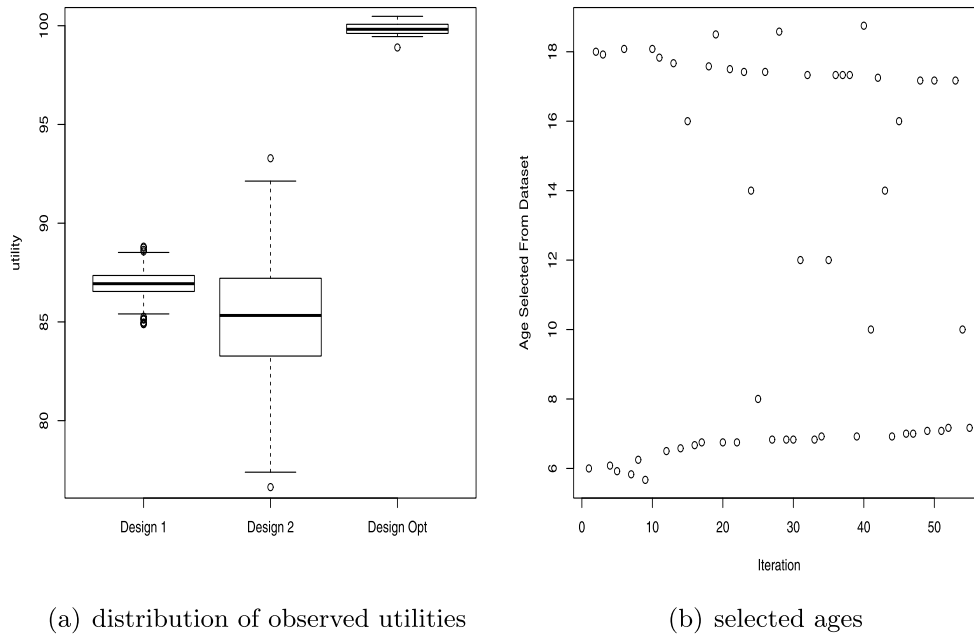 utility
100
95
90
85
80
Design 1 Design 2 Design Opt
(a) distribution of observed utilities
Age Selected From Dataset
18
16
14
12
10
8
6
0 10 20 30 40 50
Iteration
(b) selected ages